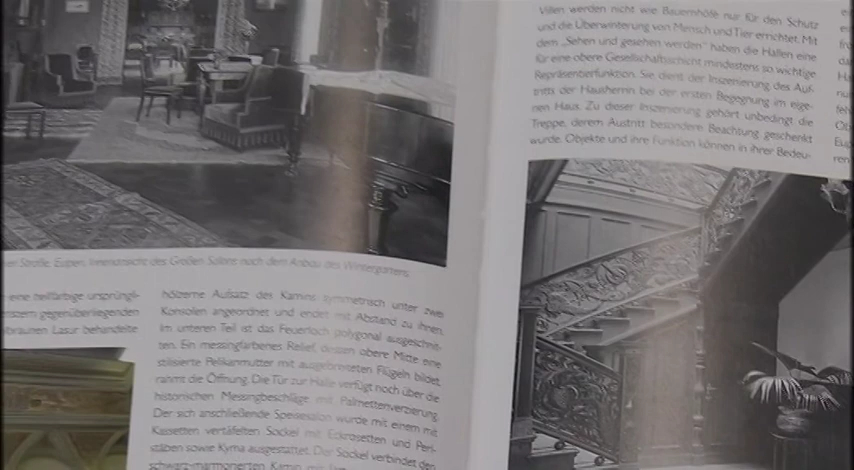 er Straße, Eupen, Innenansicht des Großen Salons nach dem Anbau des Wintergartens
eine hellfarbige ursprüngli-
gegenüberliegenden
braunen Lasur behandelte
hölzerne Aufsatz des Kamins symmetrisch unter zwei
Konsolen angeordnet und endet mit Abstand zu ihnen.
Im unteren Teil ist das Feuerloch polygonal ausgeschnit-
ten. Ein messingfarbenes Relief, dessen obere Mitte eine
stilisierte Pelikanmutter mit ausgebreiteten Flügeln bildet,
rahmt die Öffnung. Die Tür zur Halle verfügt noch über die
historischen Messingbeschläge mit Palmettenverzierung.
Der sich anschließende Speisesalon wurde mit einem mit
Kassetten vertäfelten Sockel mit Eckrosetten und Perl-
stäben sowie Kyma ausgestattet. Der Sockel verbindet den
schwarz-marmorierten Kamin mit
Villen werden nicht wie Bauernhöfe nur für den Schutz
und die Überwinterung von Mensch und Tier errichtet. Mit
dem „Sehen und gesehen werden" haben die Hallen eine
für eine obere Gesellschaftsschicht mindestens so wichtige
Repräsentierfunktion. Sie dient der Inszenierung des Auf-
tritts der Hausherrin bei der ersten Begegnung im eige-
nen Haus. Zu dieser Inszenierung gehört unbedingt die
Treppe, derem Austritt besondere Beachtung geschenkt
wurde. Objekte und ihre Funktion können in ihrer Bedeu-